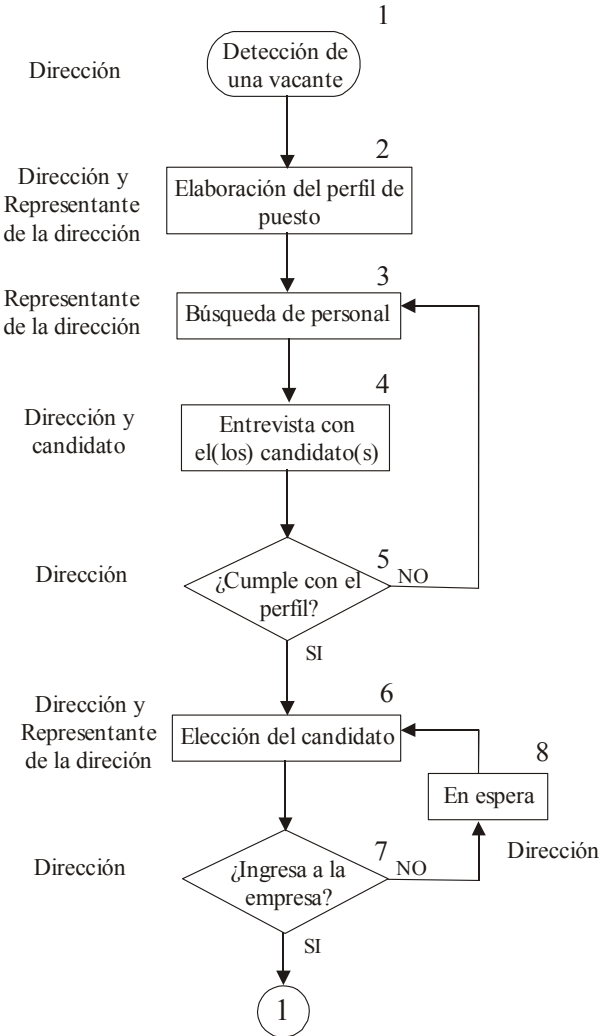 1
Dirección
Detección de
una vacante
2
Dirección y
Representante
de la dirección
Elaboración del perfil de
puesto
3
Representante
de la dirección
Búsqueda de personal
4
Dirección y
candidato
Entrevista con
el(los) candidato(s)
5
Dirección
¿Cumple con el
perfil?
NO
SI
6
Dirección y
Representante
de la direción
Elección del candidato
8
En espera
Dirección
7
Dirección
¿Ingresa a la
empresa?
NO
SI
1